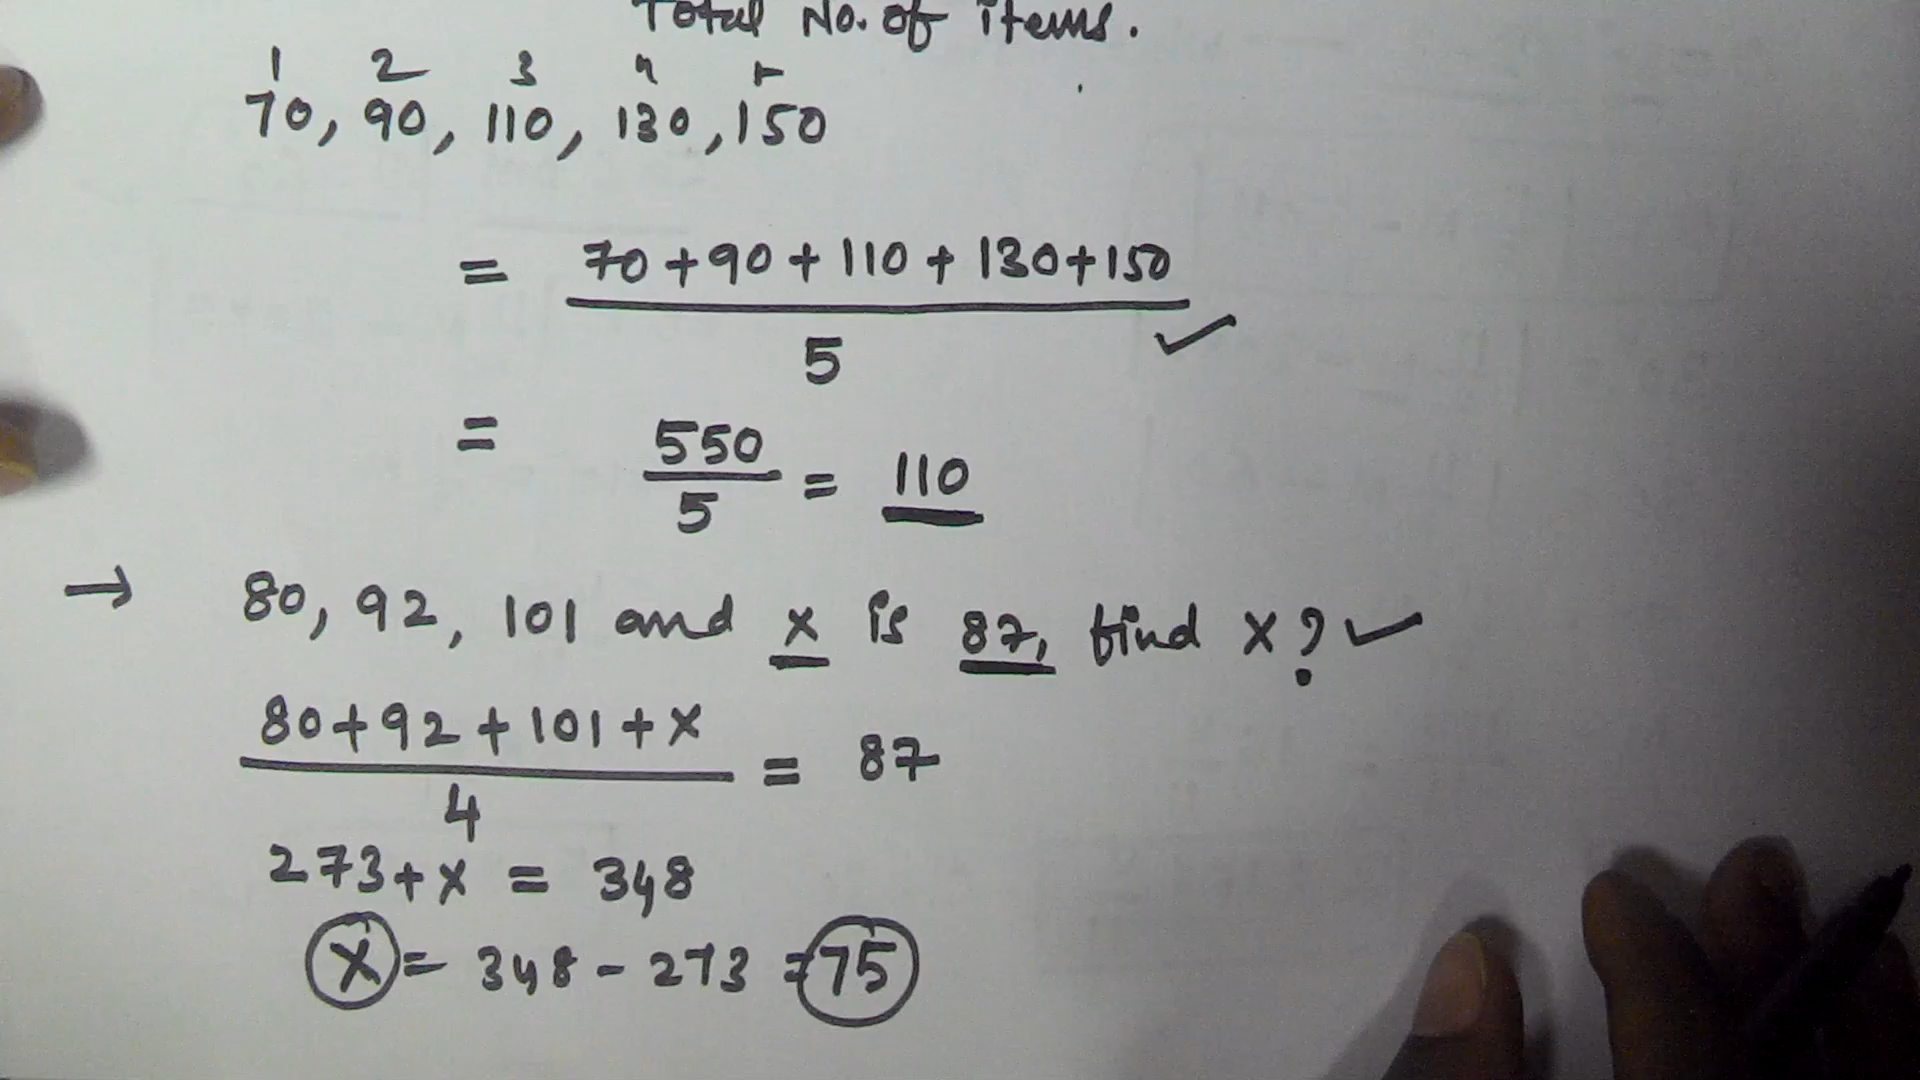 Total No. of items.
1 2 3 4 5
70, 90, 110, 130, 150
= 70 + 90 + 110 + 130 + 150
5
= 550
5 = 110
→ 80, 92, 101 and x is 87, find x? ✓
80 + 92 + 101 + x
4 = 87
273 + x = 348
x = 348 - 273 = 75